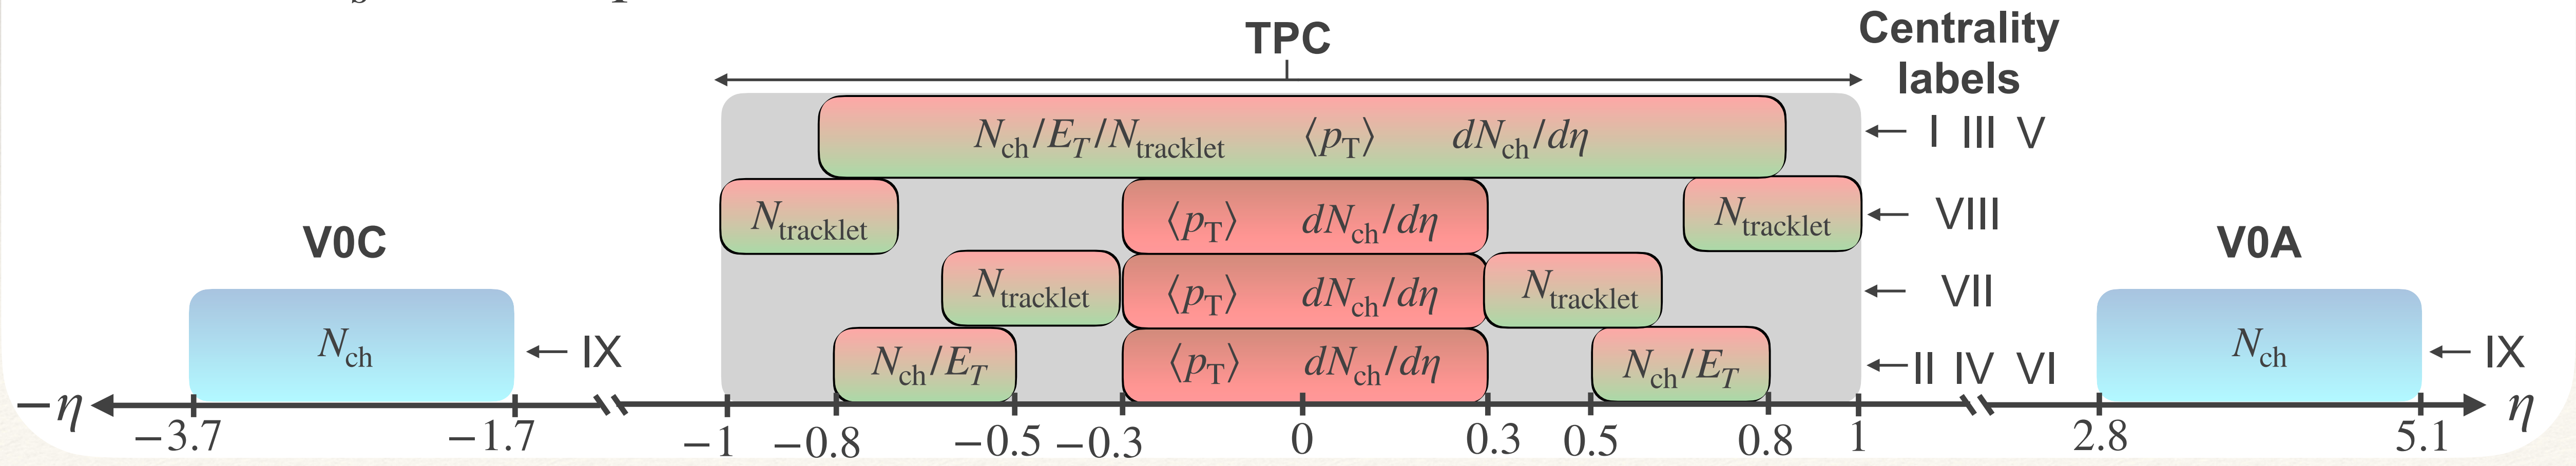 TPC
Centrality
labels
N_ch/E_T/N_tracklet ⟨p_T⟩ dN_ch/dη
← I III V
N_tracklet ⟨p_T⟩ dN_ch/dη N_tracklet
← VIII
V0C
V0A
N_tracklet ⟨p_T⟩ dN_ch/dη N_tracklet
← VII
N_ch
← IX
N_ch/E_T ⟨p_T⟩ dN_ch/dη N_ch/E_T
← II IV VI
N_ch
← IX
−η
η
−3.7 −1.7 −1 −0.8 −0.5 −0.3 0 0.3 0.5 0.8 1 2.8 5.1